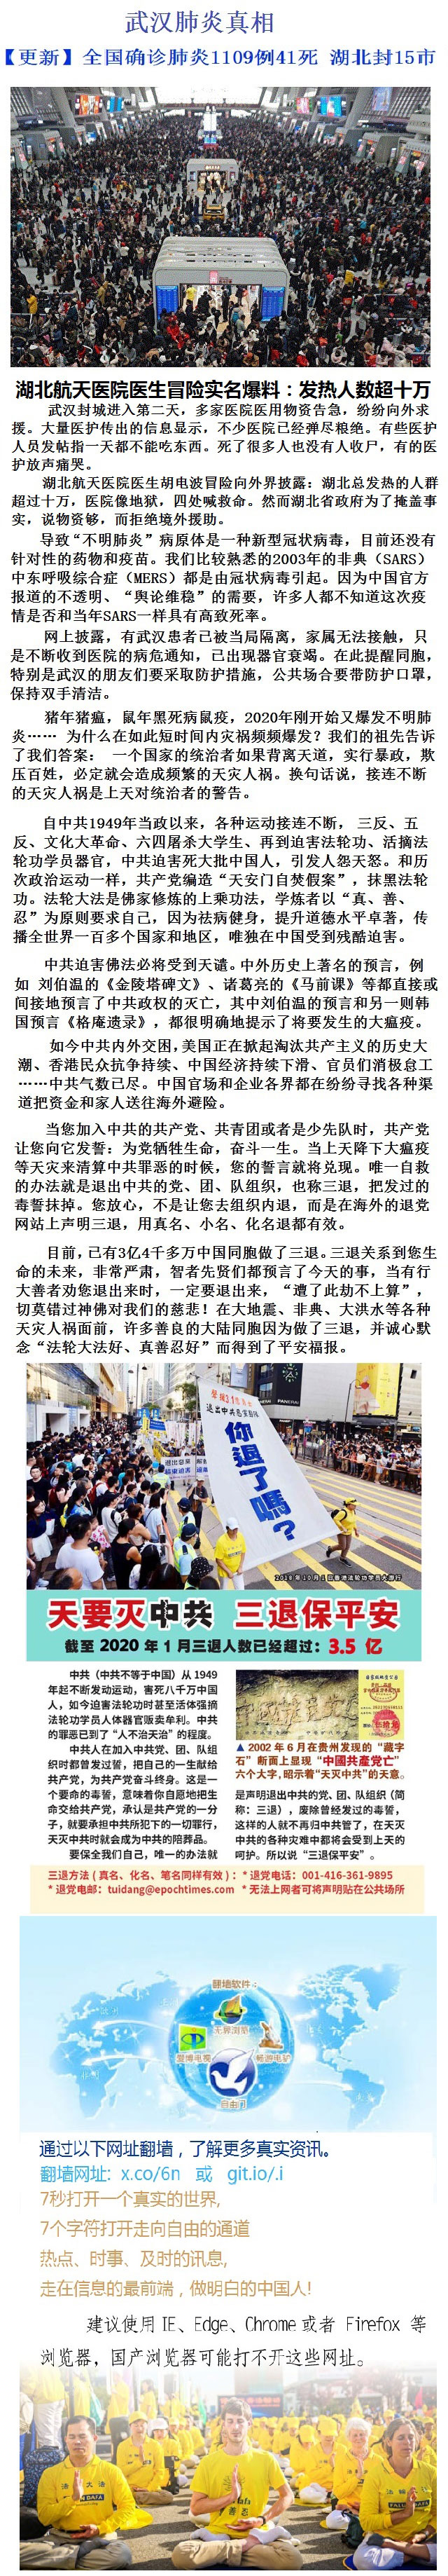 武汉肺炎真相
【更新】全国确诊肺炎1109例41死 湖北封15市
湖北航天医院医生冒险实名爆料：发热人数超十万
武汉封城进入第二天，多家医院医用物资告急，纷纷向外求
援。大量医护传出的信息显示，不少医院已经弹尽粮绝。有些医护
人员发帖指一天都不能吃东西。死了很多人也没有人收尸，有的医
护放声痛哭。
湖北航天医院医生胡电波冒险向外界披露：湖北总发热的人群
超过十万，医院像地狱，四处喊救命。然而湖北省政府为了掩盖事
实，说物资够，而拒绝境外援助。
导致“不明肺炎”病原体是一种新型冠状病毒，目前还没有
针对性的药物和疫苗。我们比较熟悉的2003年的非典（SARS）
中东呼吸综合症（MERS）都是由冠状病毒引起。因为中国官方
报道的不透明、“舆论维稳”的需要，许多人都不知道这次疫
情是否和当年SARS一样具有高致死率。
网上披露，有武汉患者已被当局隔离，家属无法接触，只
是不断收到医院的病危通知，已出现器官衰竭。在此提醒同胞，
特别是武汉的朋友们要采取防护措施，公共场合要带防护口罩，
保持双手清洁。
猪年猪瘟，鼠年黑死病鼠疫，2020年刚开始又爆发不明肺
炎…… 为什么在如此短时间内灾祸频频爆发？我们的祖先告诉
了我们答案： 一个国家的统治者如果背离天道，实行暴政，欺
压百姓，必定就会造成频繁的天灾人祸。换句话说，接连不断
的天灾人祸是上天对统治者的警告。
自中共1949年当政以来，各种运动接连不断， 三反、五
反、文化大革命、六四屠杀大学生、再到迫害法轮功、活摘法
轮功学员器官，中共迫害死大批中国人，引发人怨天怒。和历
次政治运动一样，共产党编造“天安门自焚假案”，抹黑法轮
功。法轮大法是佛家修炼的上乘功法，学炼者以“真、善、
忍”为原则要求自己，因为祛病健身，提升道德水平卓著，传
播全世界一百多个国家和地区，唯独在中国受到残酷迫害。
中共迫害佛法必将受到天谴。中外历史上著名的预言，例
如 刘伯温的《金陵塔碑文》、诸葛亮的《马前课》等都直接或
间接地预言了中共政权的灭亡，其中刘伯温的预言和另一则韩
国预言《格庵遗录》，都很明确地提示了将要发生的大瘟疫。
如今中共内外交困，美国正在掀起淘汰共产主义的历史大
潮、香港民众抗争持续、中国经济持续下滑、官员们消极怠工
……中共气数已尽。中国官场和企业各界都在纷纷寻找各种渠
道把资金和家人送往海外避险。
当您加入中共的共产党、共青团或者是少先队时，共产党
让您向它发誓：为党牺牲生命，奋斗一生。当上天降下大瘟疫
等天灾来清算中共罪恶的时候，您的誓言就将兑现。唯一自救
的办法就是退出中共的党、团、队组织，也称三退，把发过的
毒誓抹掉。您放心，不是让您去组织内退，而是在海外的退党
网站上声明三退，用真名、小名、化名退都有效。
目前，已有3亿4千多万中国同胞做了三退。三退关系到您生
命的未来，非常严肃，智者先贤们都预言了今天的事，当有行
大善者劝您退出来时，一定要退出来，“遭了此劫不上算”，
切莫错过神佛对我们的慈悲！在大地震、非典、大洪水等各种
天灾人祸面前，许多善良的大陆同胞因为做了三退，并诚心默
念“法轮大法好、真善忍好”而得到了平安福报。
退出中共恶党组织
你退了嗎？
2018年10月1日香港法轮功学员大游行
天要灭中共 三退保平安
截至 2020 年 1 月三退人数已经超过：3.5 亿
中共（中共不等于中国）从 1949
年起不断发动运动，害死八千万中国
人，如今迫害法轮功时甚至活体强摘
法轮功学员人体器官贩卖牟利。中共
的罪恶已到了“人不治天治”的程度。
中共人在加入中共党、团、队组
织时都曾发过誓，把自己的一生献给
共产党，为共产党奋斗终身。这是一
个要命的毒誓，意味着你自愿地把生
命交给共产党，承认是共产党的一分
子，就要承担中共所犯下的一切罪行，
天灭中共时就会成为中共的陪葬品。
要保全我们自己，唯一的办法就
▲ 2002 年 6 月在贵州发现的“藏字
石”断面上显现“中國共產党亡”
六个大字，昭示着“天灭中共”的天意。
是声明退出中共的党、团、队组织（简
称：三退），废除曾经发过的毒誓，
这样的人就不再归中共管了，在天灭
中共的各种灾难中都将会受到上天的
呵护。所以说“三退保平安”。
三退方法（真名、化名、笔名同样有效）：* 退党电话：001-416-361-9895
* 退党电邮：tuidang@epochtimes.com * 无法上网者可将声明贴在公共场所
翻墙软件：
无界浏览
自由门
通过以下网址翻墙，了解更多真实资讯。
翻墙网址: x.co/6n 或 git.io/.i
7秒打开一个真实的世界,
7个字符打开走向自由的通道
热点、时事、及时的讯息,
走在信息的最前端，做明白的中国人!
建议使用IE、Edge、Chrome或者 Firefox 等
浏览器，国产浏览器可能打不开这些网址。